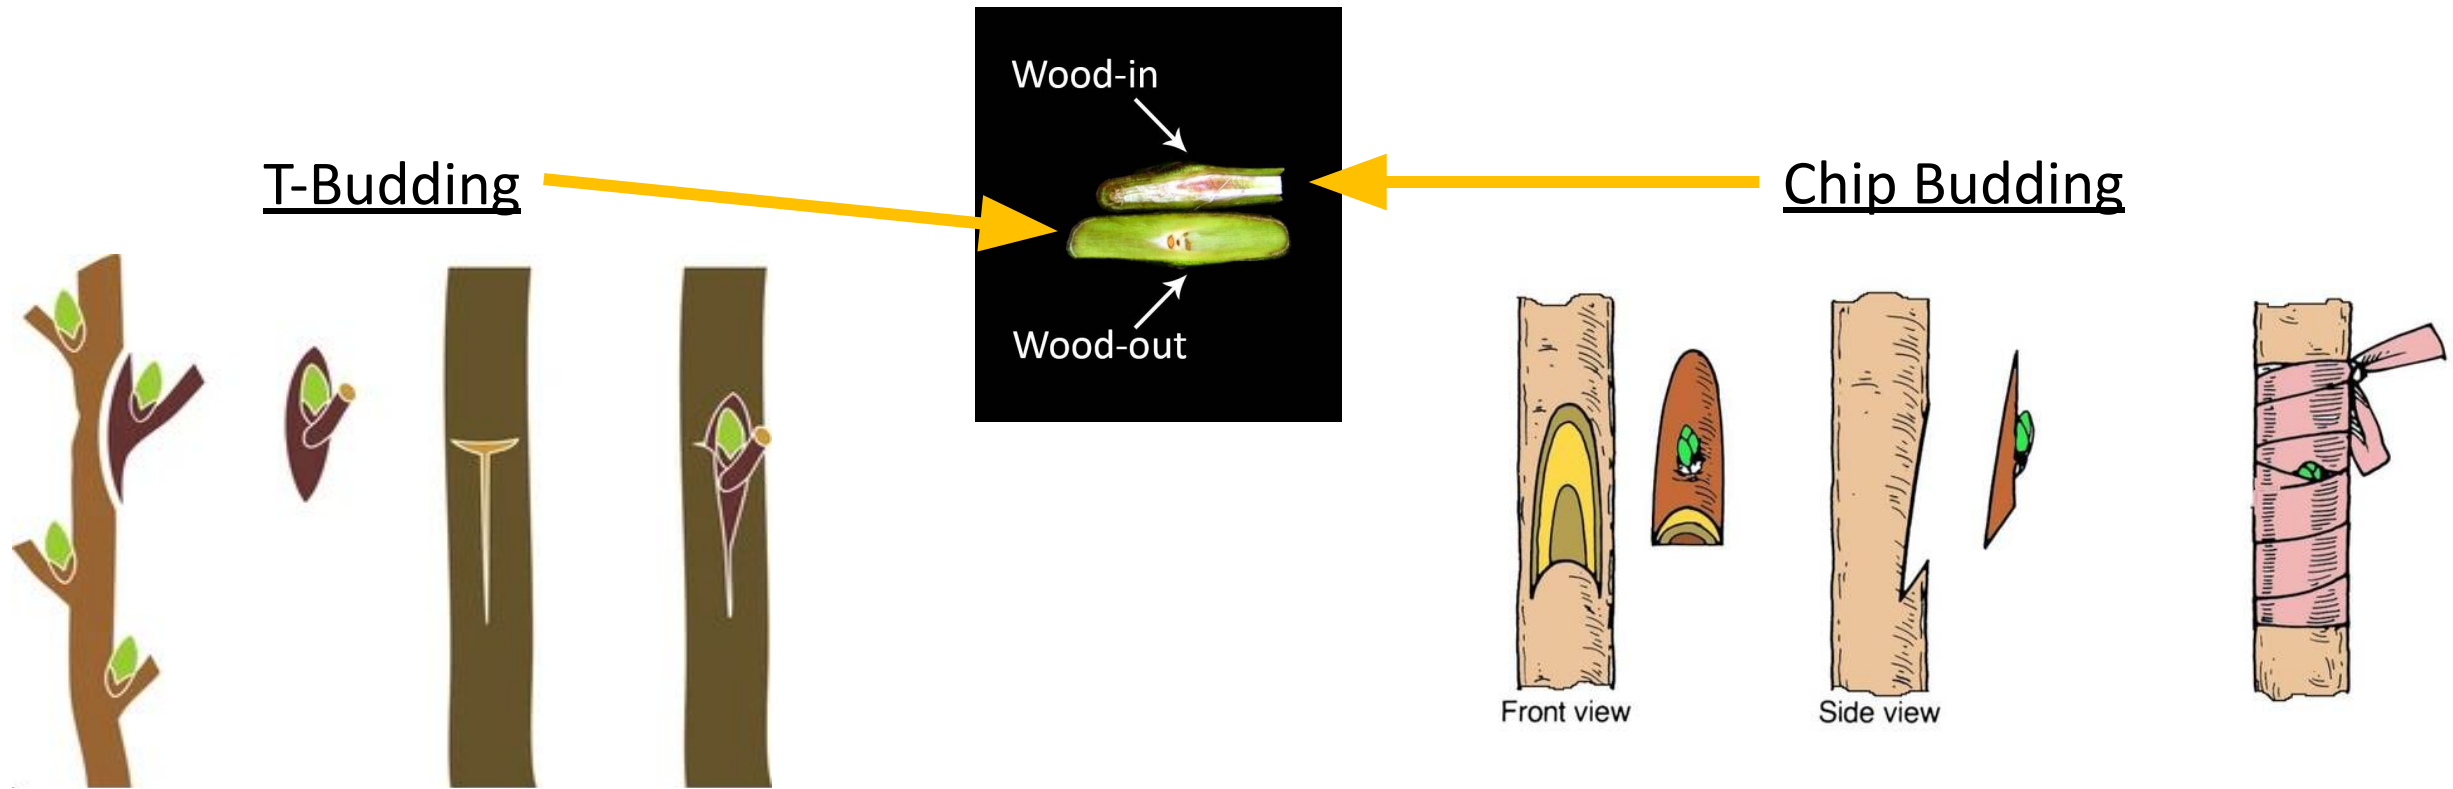 Wood-in
T-Budding
Chip Budding
Wood-out
Front view
Side view